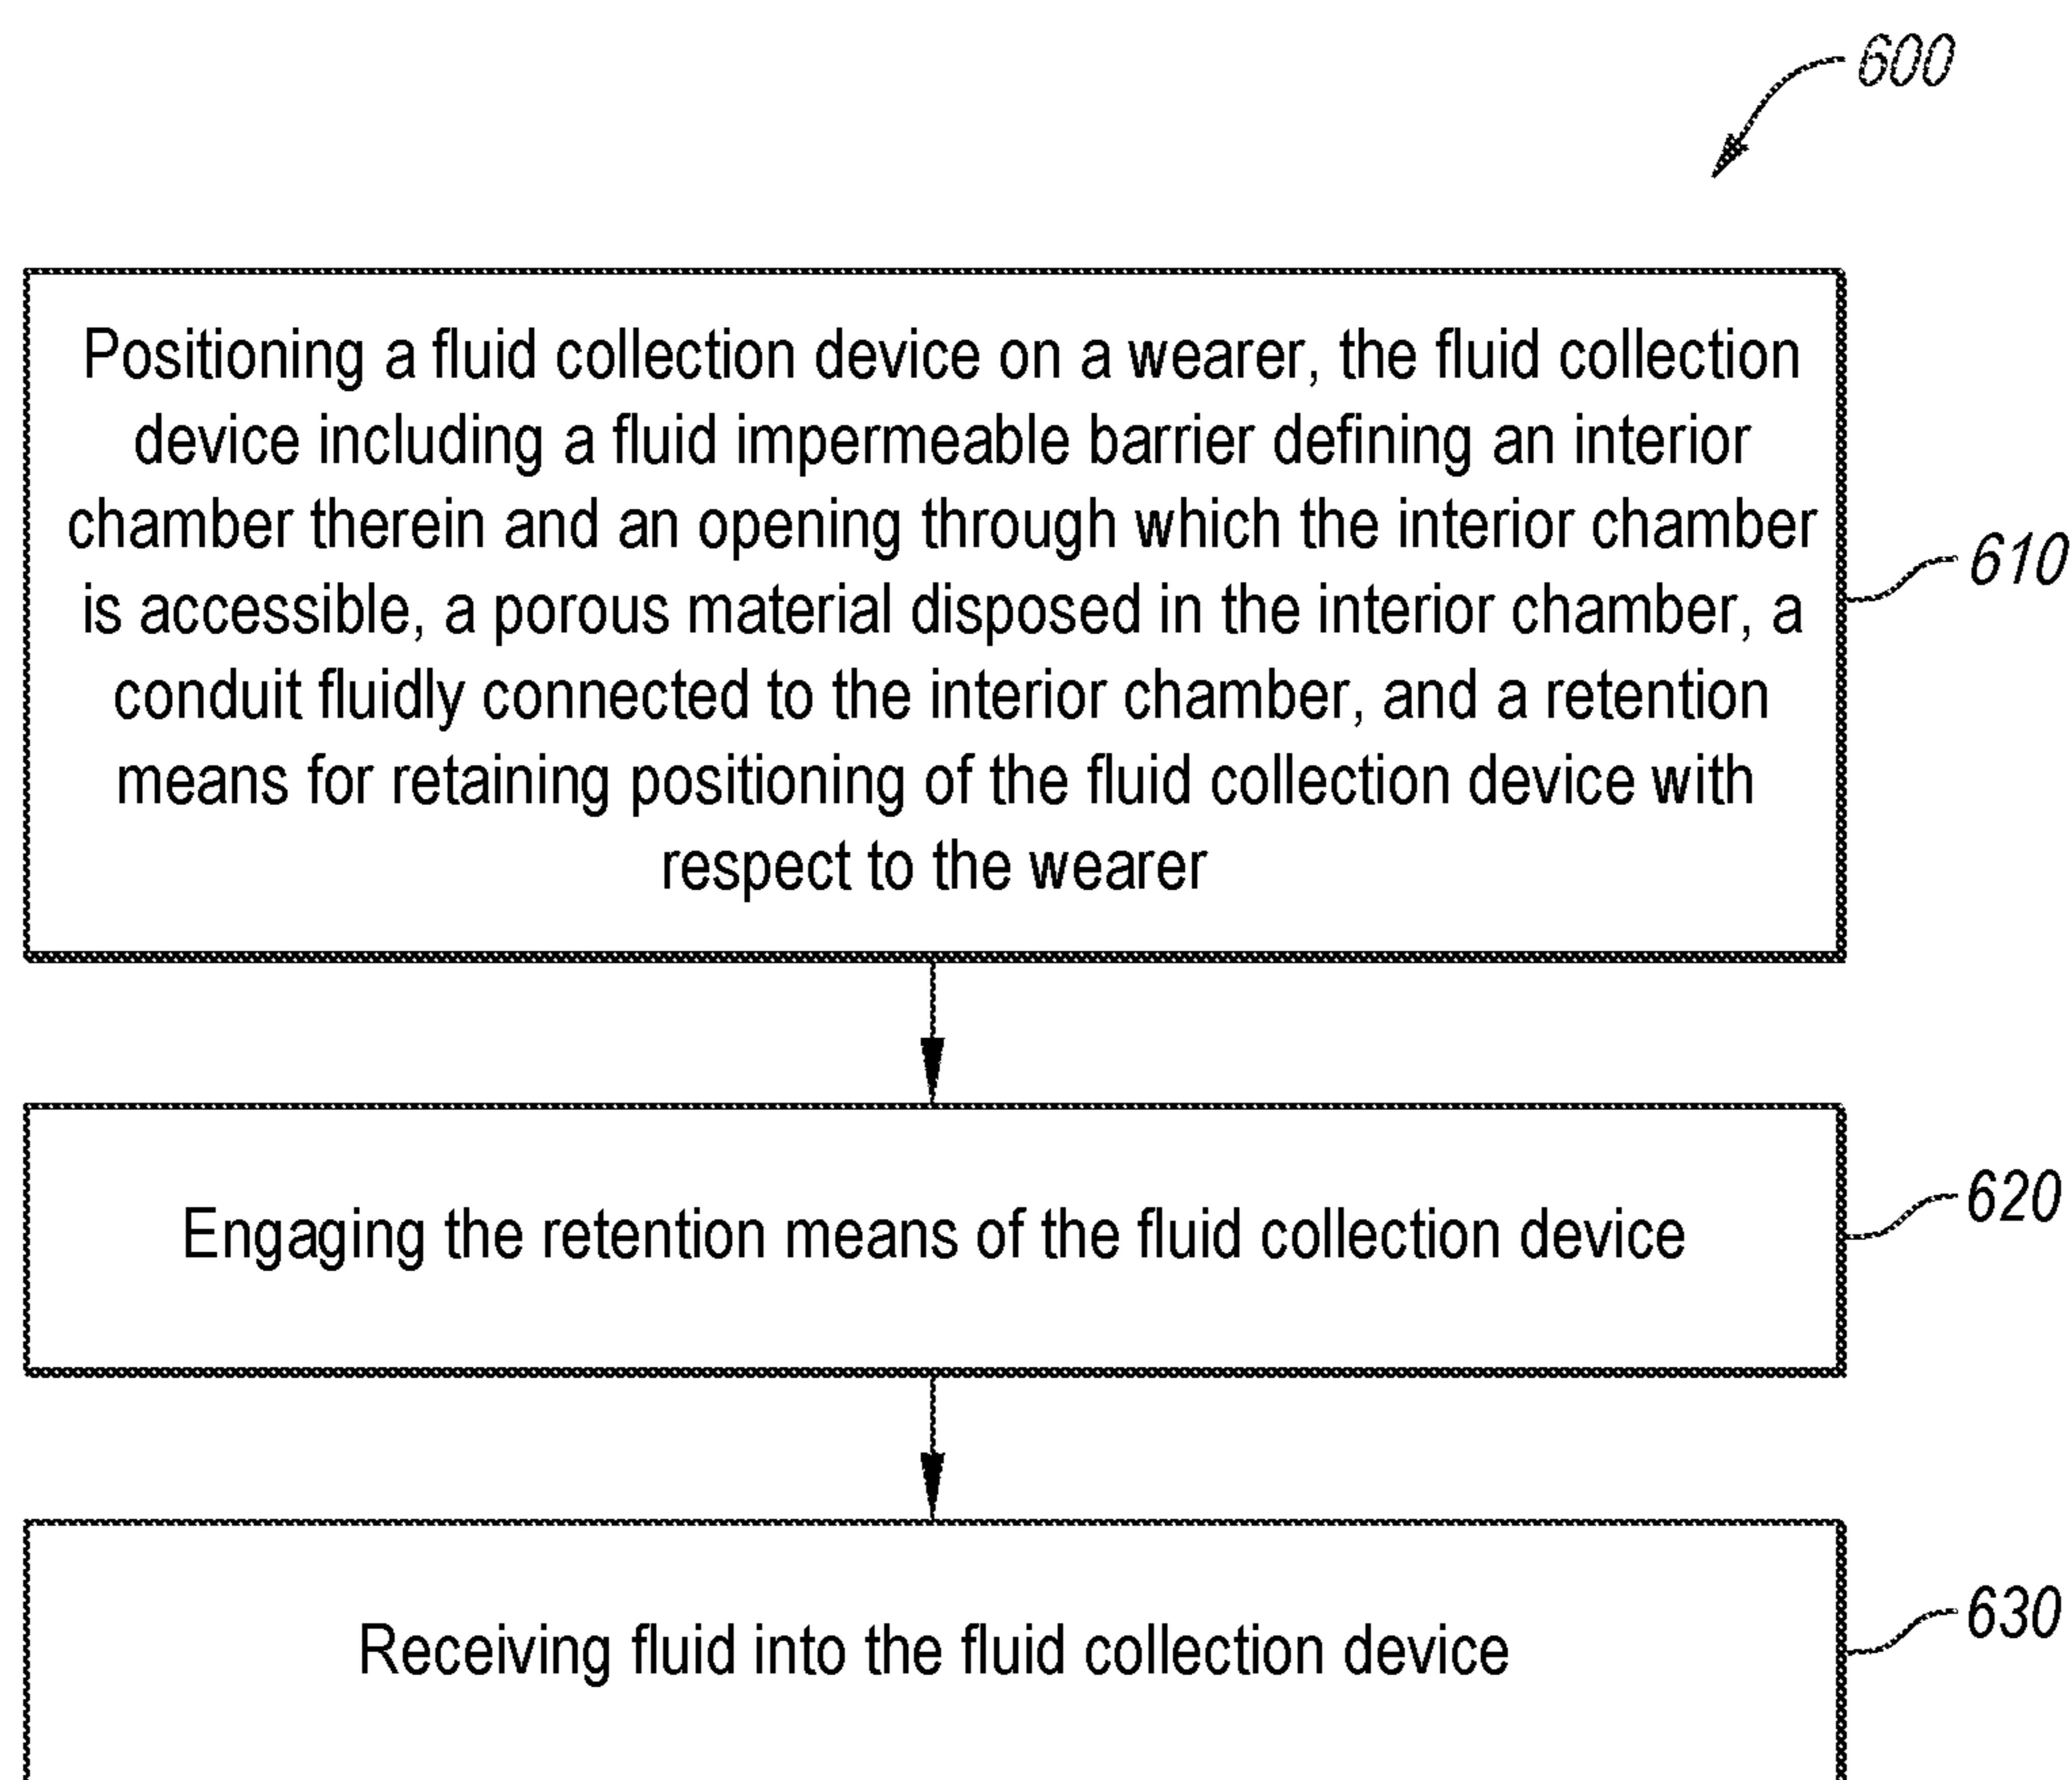 600
Positioning a fluid collection device on a wearer, the fluid collection
device including a fluid impermeable barrier defining an interior
chamber therein and an opening through which the interior chamber
is accessible, a porous material disposed in the interior chamber, a
conduit fluidly connected to the interior chamber, and a retention
means for retaining positioning of the fluid collection device with
respect to the wearer
610
Engaging the retention means of the fluid collection device
620
Receiving fluid into the fluid collection device
630